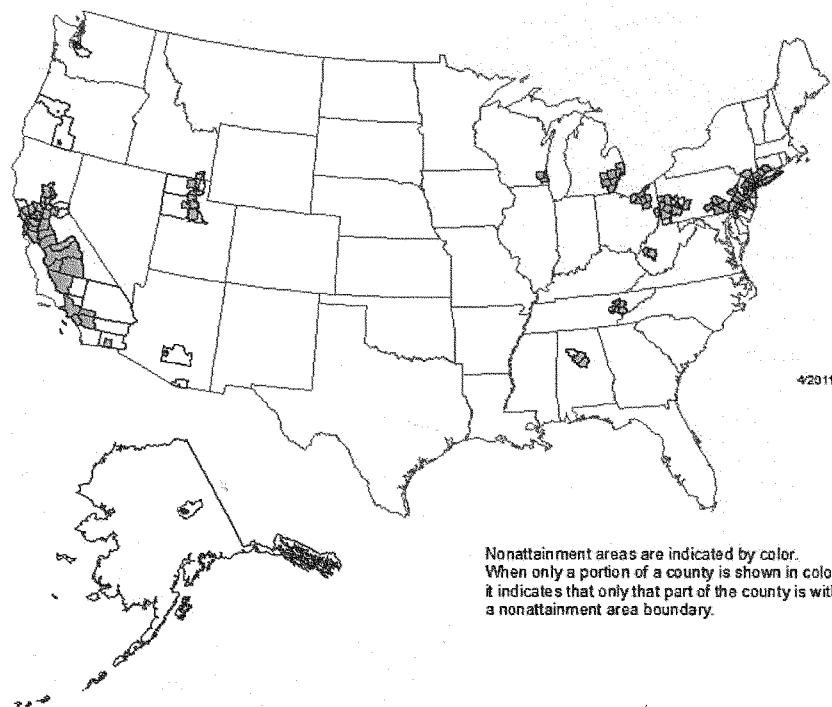 4/2011
Nonattainment areas are indicated by color.
When only a portion of a county is shown in colo
it indicates that only that part of the county is wit
a nonattainment area boundary.